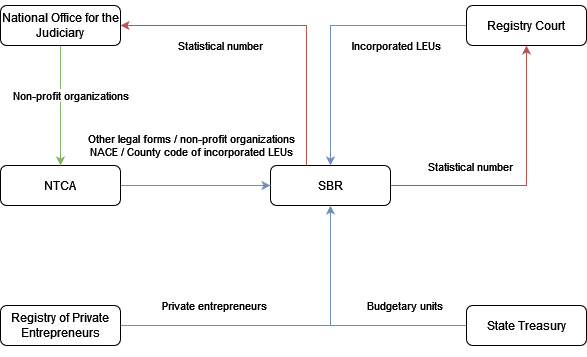 National Office for the
Judiciary
Registry Court
Statistical number
Incorporated LEUs
Non-profit organizations
Other legal forms / non-profit organizations
NACE / County code of incorporated LEUs
Statistical number
NTCA
SBR
Private entrepreneurs
Budgetary units
Registry of Private
Entrepreneurs
State Treasury